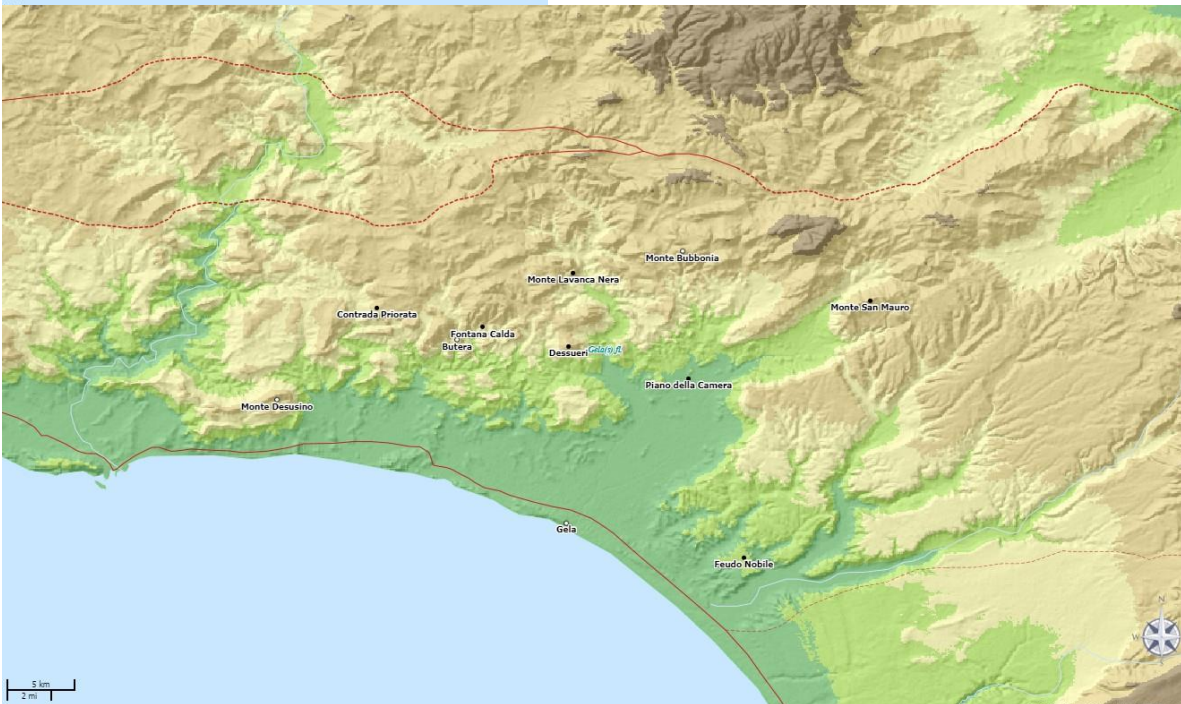 Monte Bubbonia
Monte Lavanca Nera
Monte San Mauro
Contrada Priorata
Fontana Calda
Butera
Dessueri
Piano della Camera
Monte Desusino
Gela
Feudo Nobile
N
W
5 km
2 mi